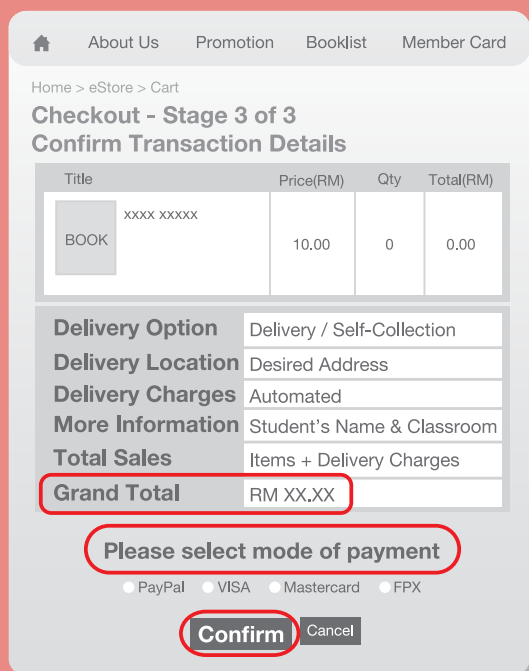 About Us Promotion Booklist Member Card
Home > eStore > Cart
Checkout - Stage 3 of 3
Confirm Transaction Details
Title Price(RM) Qty Total(RM)
BOOK xxxx xxxxx 10.00 0 0.00
Delivery Option Delivery / Self-Collection
Delivery Location Desired Address
Delivery Charges Automated
More Information Student's Name & Classroom
Total Sales Items + Delivery Charges
Grand Total RM XX.XX
Please select mode of payment
PayPal VISA Mastercard FPX
Confirm Cancel